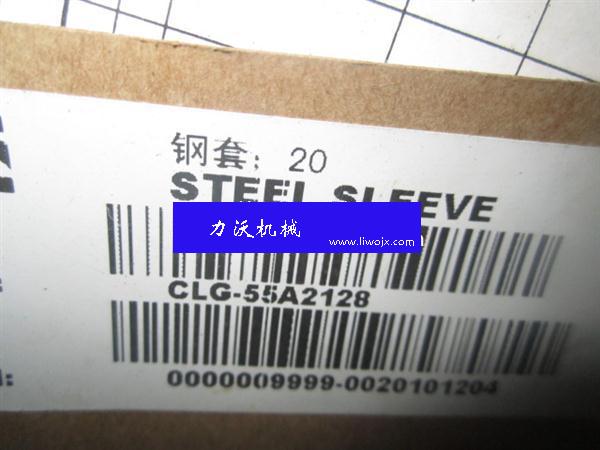 钢套：20
STEEL SLEEVE
力沃机械
www.liwojx.com
CLG-55A2128
0000009999-0020101204